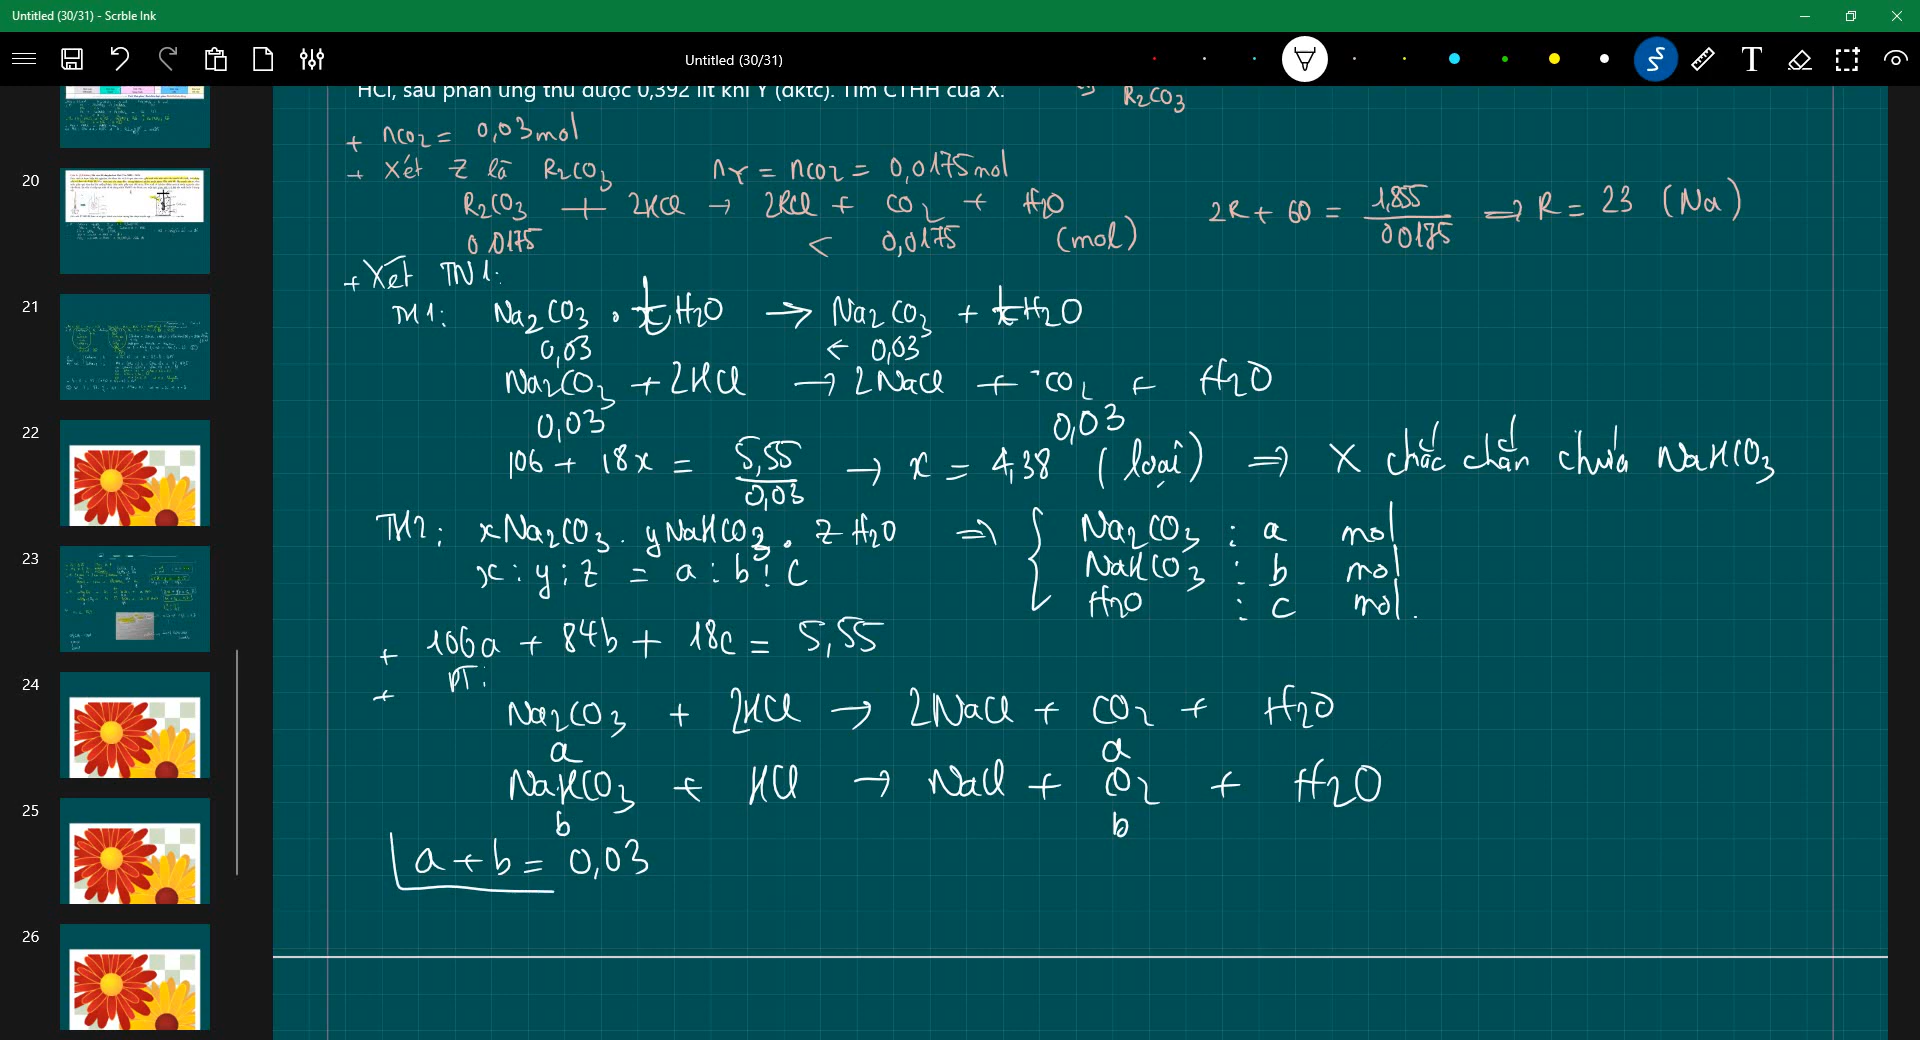 Untitled (30/31) - Scrble Ink
Untitled (30/31)
20
21
22
23
24
25
26
HCl, sau phản ứng thu được 0,392 lít khí Y (đktc). Tìm CTHH của X.
R₂CO₃
+ nCO₂ = 0,03 mol
+ Xét Z là R₂CO₃ nY = nCO₂ = 0,0175 mol
R₂CO₃ + 2HCl → 2RCl + CO₂ + H₂O 2R + 60 = 1,855 / 0,0175 ⇒ R = 23 (Na)
0,0175 < 0,0175 (mol)
+ Xét TN1:
TH1: Na₂CO₃ . tH₂O → Na₂CO₃ + tH₂O
0,03 ← 0,03
Na₂CO₃ + 2HCl → 2NaCl + CO₂ + H₂O
0,03 0,03
106 + 18x = 5,55 / 0,03 → x = 4,38 (loại) ⇒ X chắc chắn chứa NaHCO₃
TH2: xNa₂CO₃ . yNaHCO₃ . zH₂O ⇒ { Na₂CO₃ : a mol
x : y : z = a : b : c NaHCO₃ : b mol
H₂O : c mol.
+ 106a + 84b + 18c = 5,55
+ PT:
Na₂CO₃ + 2HCl → 2NaCl + CO₂ + H₂O
a a
NaHCO₃ + HCl → NaCl + CO₂ + H₂O
b b
a + b = 0,03